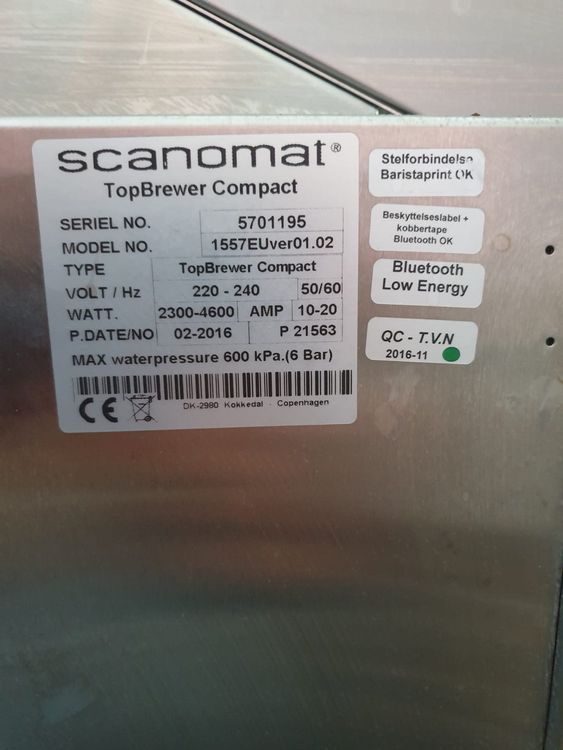 scanomat®
TopBrewer Compact
SERIEL NO. 5701195
MODEL NO. 1557EUver01.02
TYPE TopBrewer Compact
VOLT / Hz 220 - 240 50/60
WATT. 2300-4600 AMP 10-20
P.DATE/NO 02-2016 P 21563
MAX waterpressure 600 kPa.(6 Bar)
CE DK-2980 Kokkedal - Copenhagen
Stelforbindelse
Baristaprint OK
Beskyttelseslabel +
kobbertape
Bluetooth OK
Bluetooth
Low Energy
QC - T.V.N
2016-11